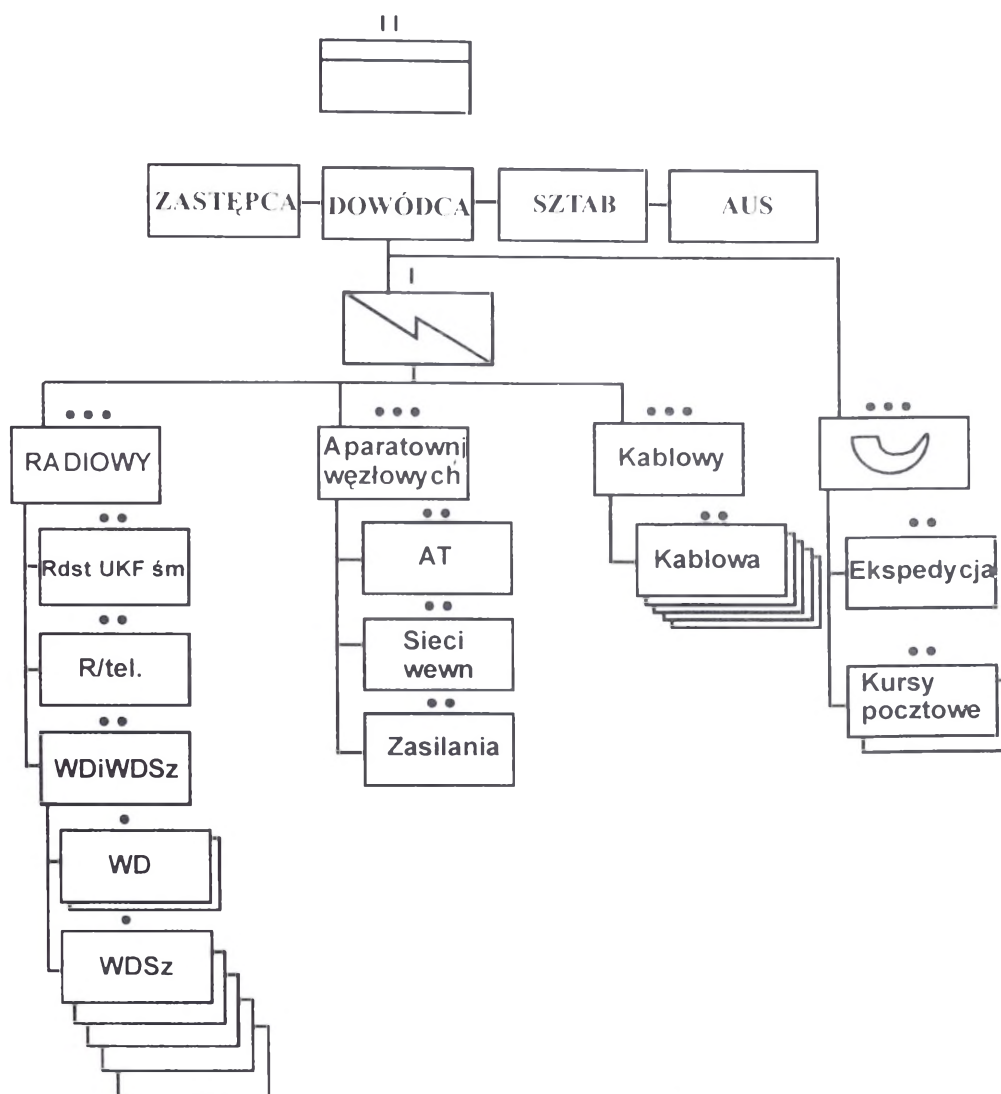 II
ZASTĘPCA
DOWÓDCA
SZTAB
AUS
I
RADIOWY
Aparatowni
węzłowych
Kablowy
Rdst UKF śm
AT
Kablowa
Ekspedycja
R/tel.
Sieci
wewn
Kursy
pocztowe
WDiWDSz
Zasilania
WD
WDSz